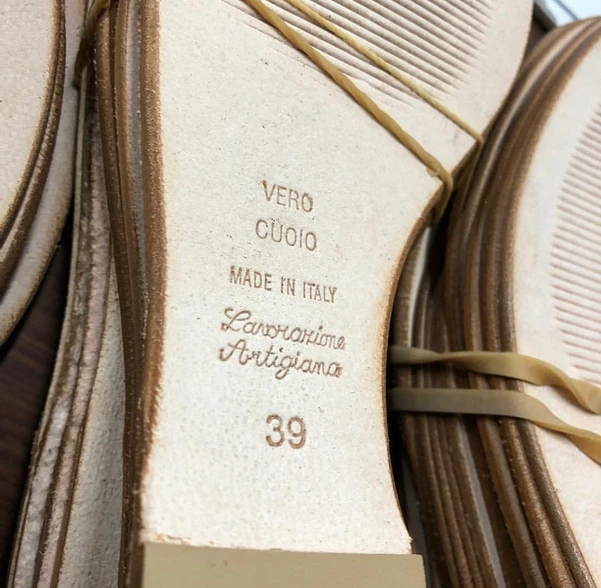 VERO
CUOIO
MADE IN ITALY
Lavorazione
Artigiana
39